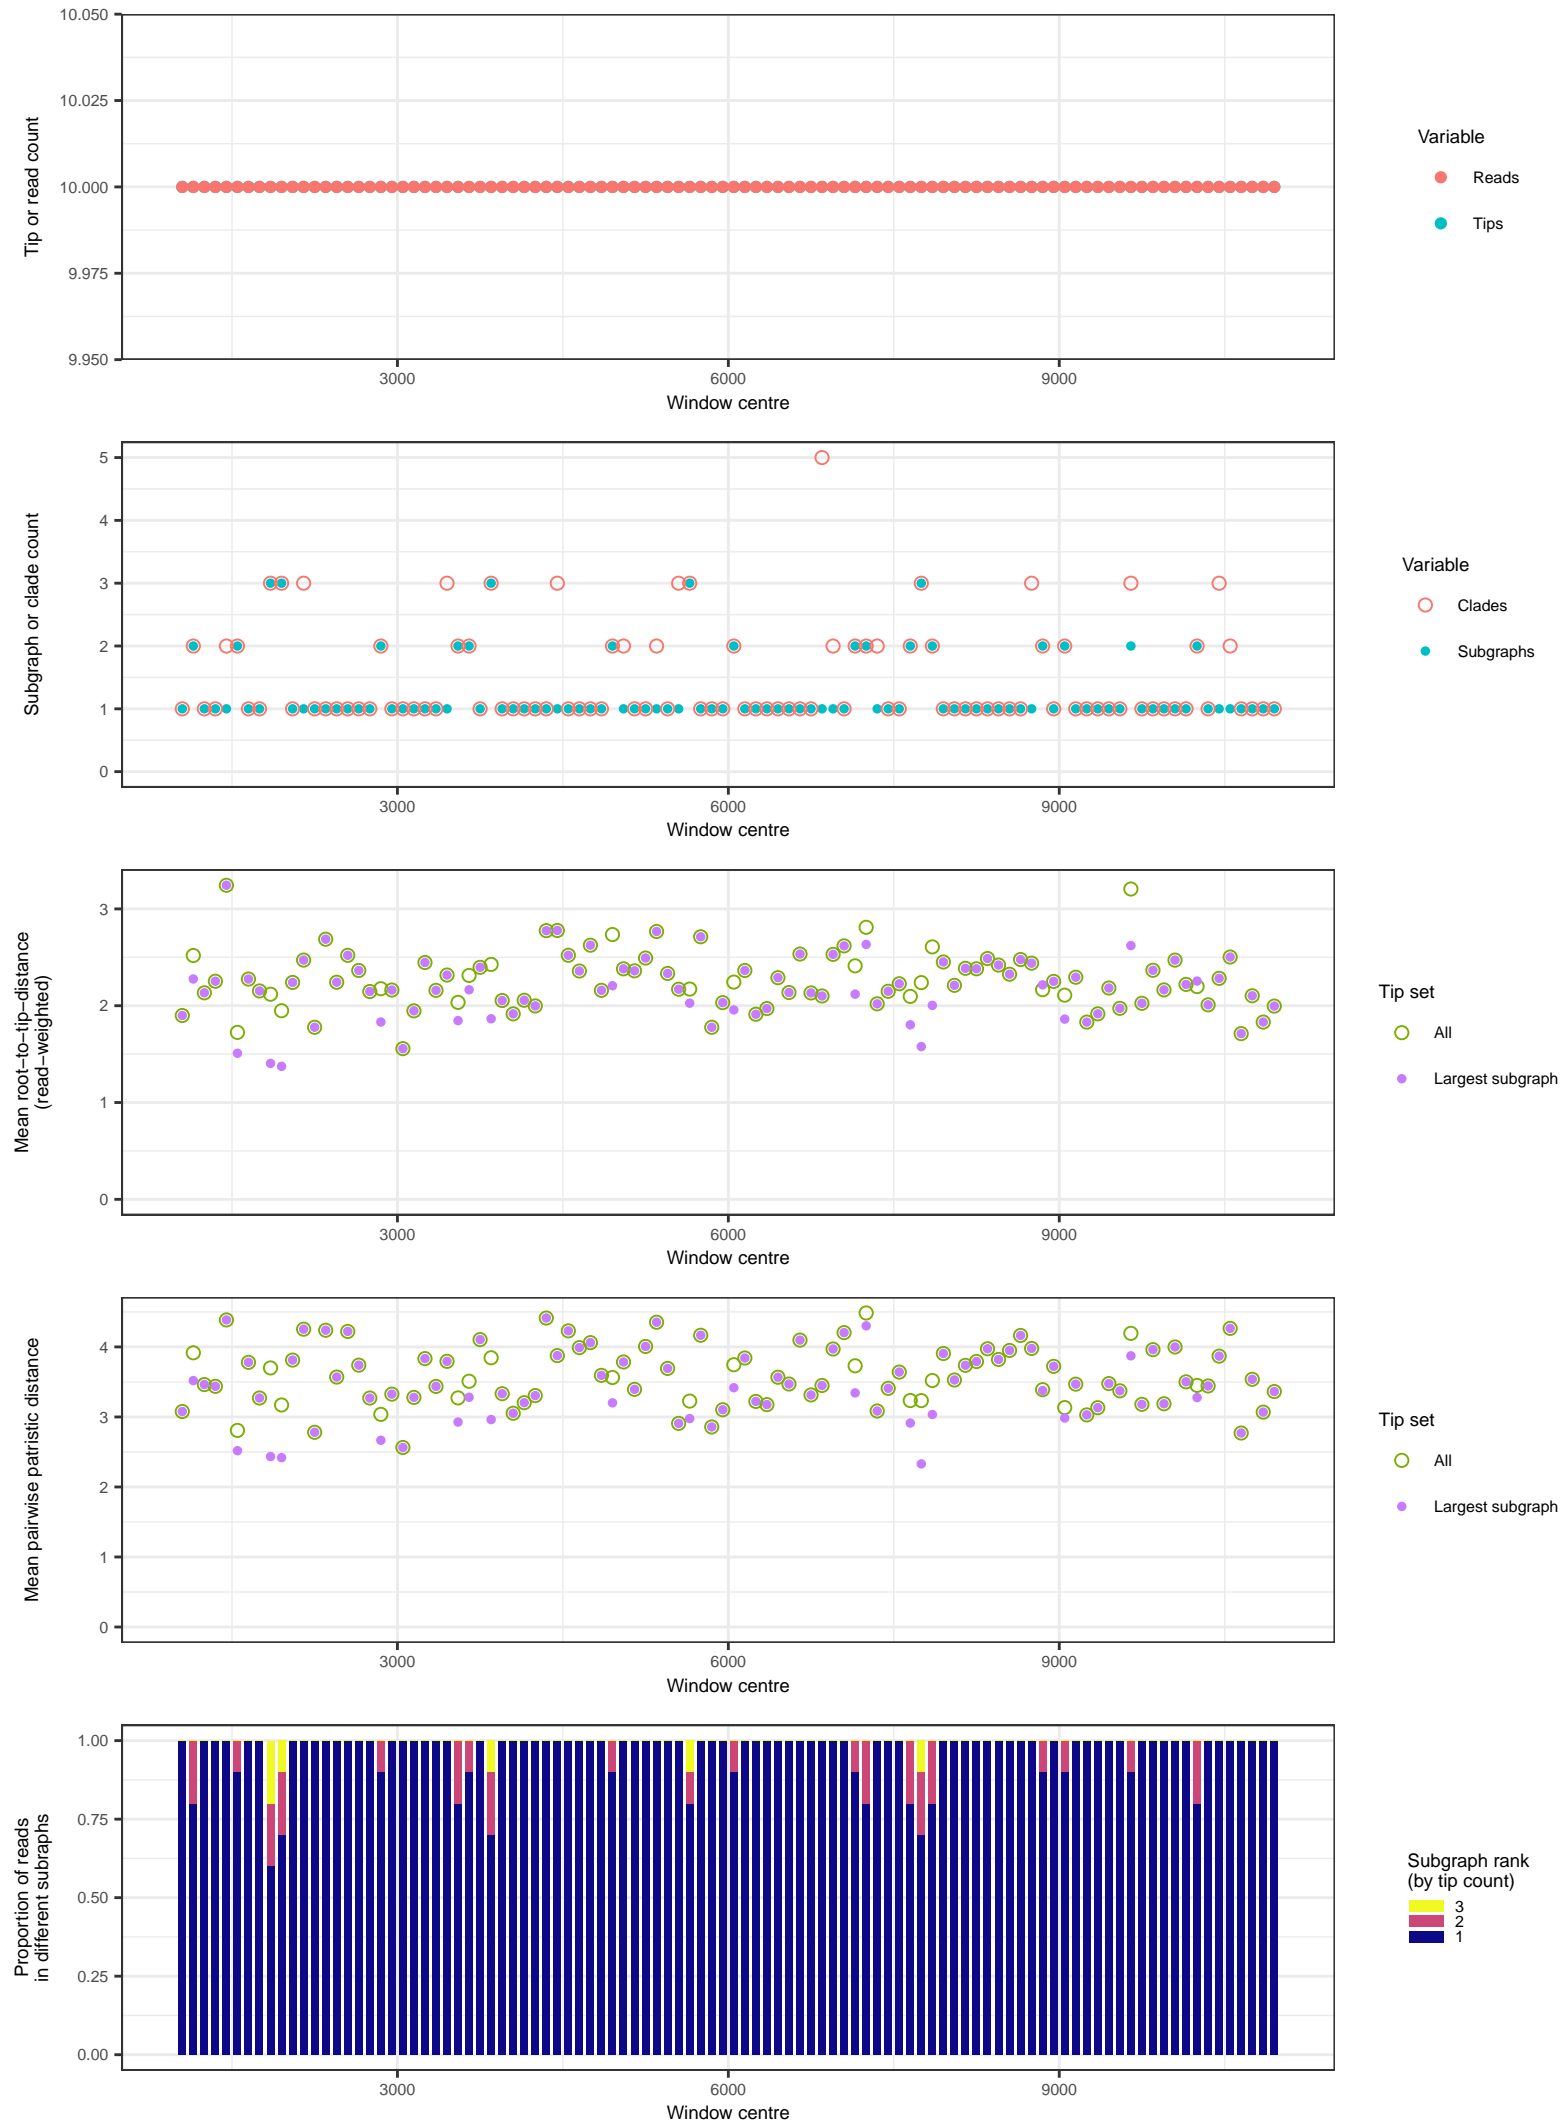 10.050
10.025
10.000
9.975
9.950
Tip or read count
3000 6000 9000
Window centre
Variable
Reads
Tips
5
4
3
2
1
0
Subgraph or clade count
3000 6000 9000
Window centre
Variable
Clades
Subgraphs
3
2
1
0
Mean root−to−tip−distance
(read−weighted)
3000 6000 9000
Window centre
Tip set
All
Largest subgraph
4
3
2
1
0
Mean pairwise patristic distance
3000 6000 9000
Window centre
Tip set
All
Largest subgraph
1.00
0.75
0.50
0.25
0.00
Proportion of reads
in different subraphs
3000 6000 9000
Window centre
Subgraph rank
(by tip count)
3
2
1